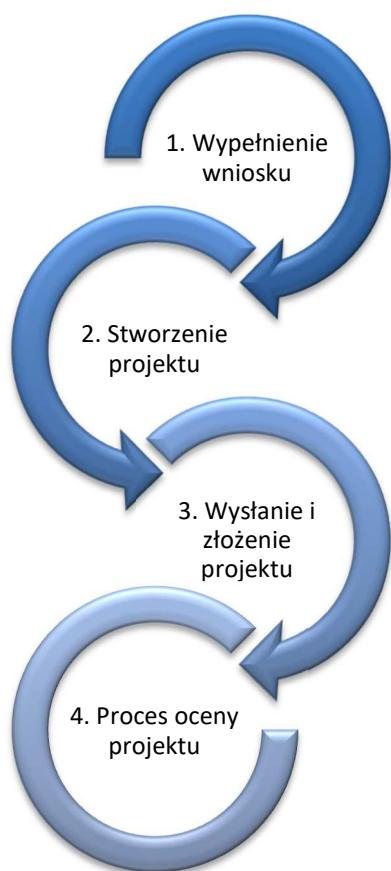 1. Wypełnienie
wniosku
2. Stworzenie
projektu
3. Wysłanie i
złożenie
projektu
4. Proces oceny
projektu